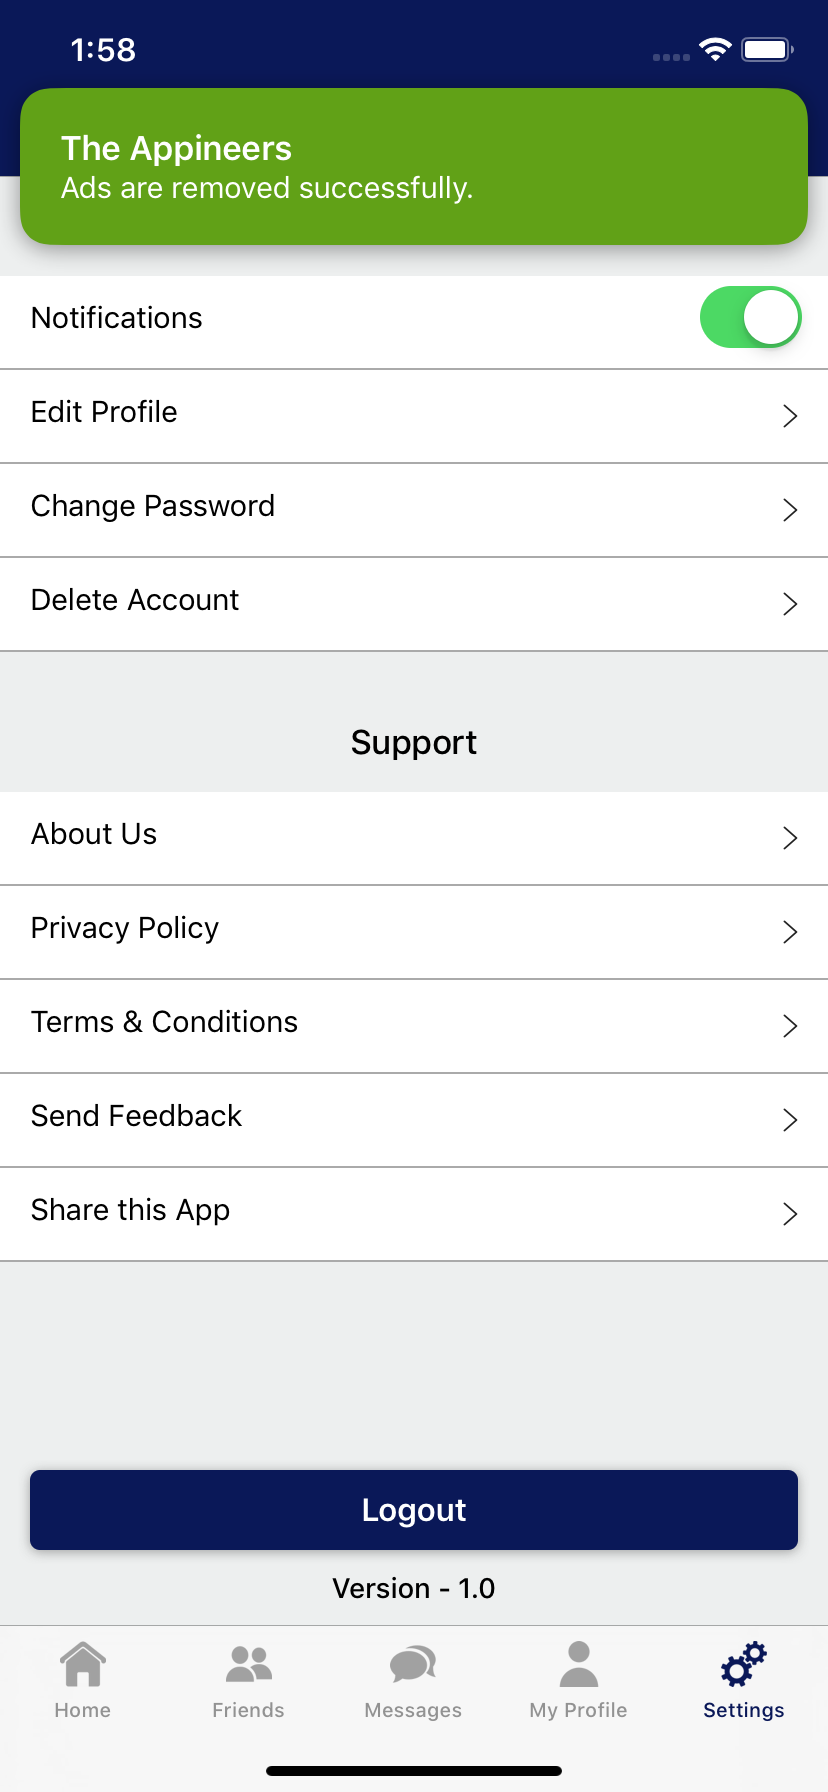 1:58
The Appineers
Ads are removed successfully.
Notifications
Edit Profile
Change Password
Delete Account
Support
About Us
Privacy Policy
Terms & Conditions
Send Feedback
Share this App
Logout
Version - 1.0
Home
Friends
Messages
My Profile
Settings